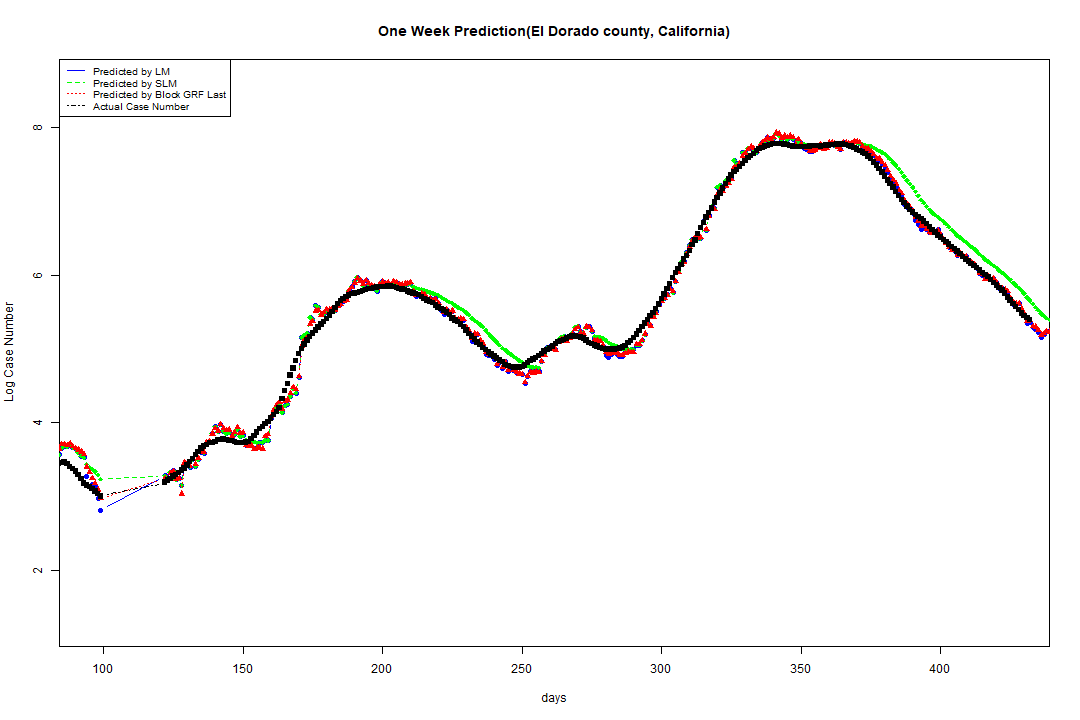 One Week Prediction(El Dorado county, California)
Predicted by LM
Predicted by SLM
Predicted by Block GRF Last
Actual Case Number
8
6
4
2
Log Case Number
100 150 200 250 300 350 400
days